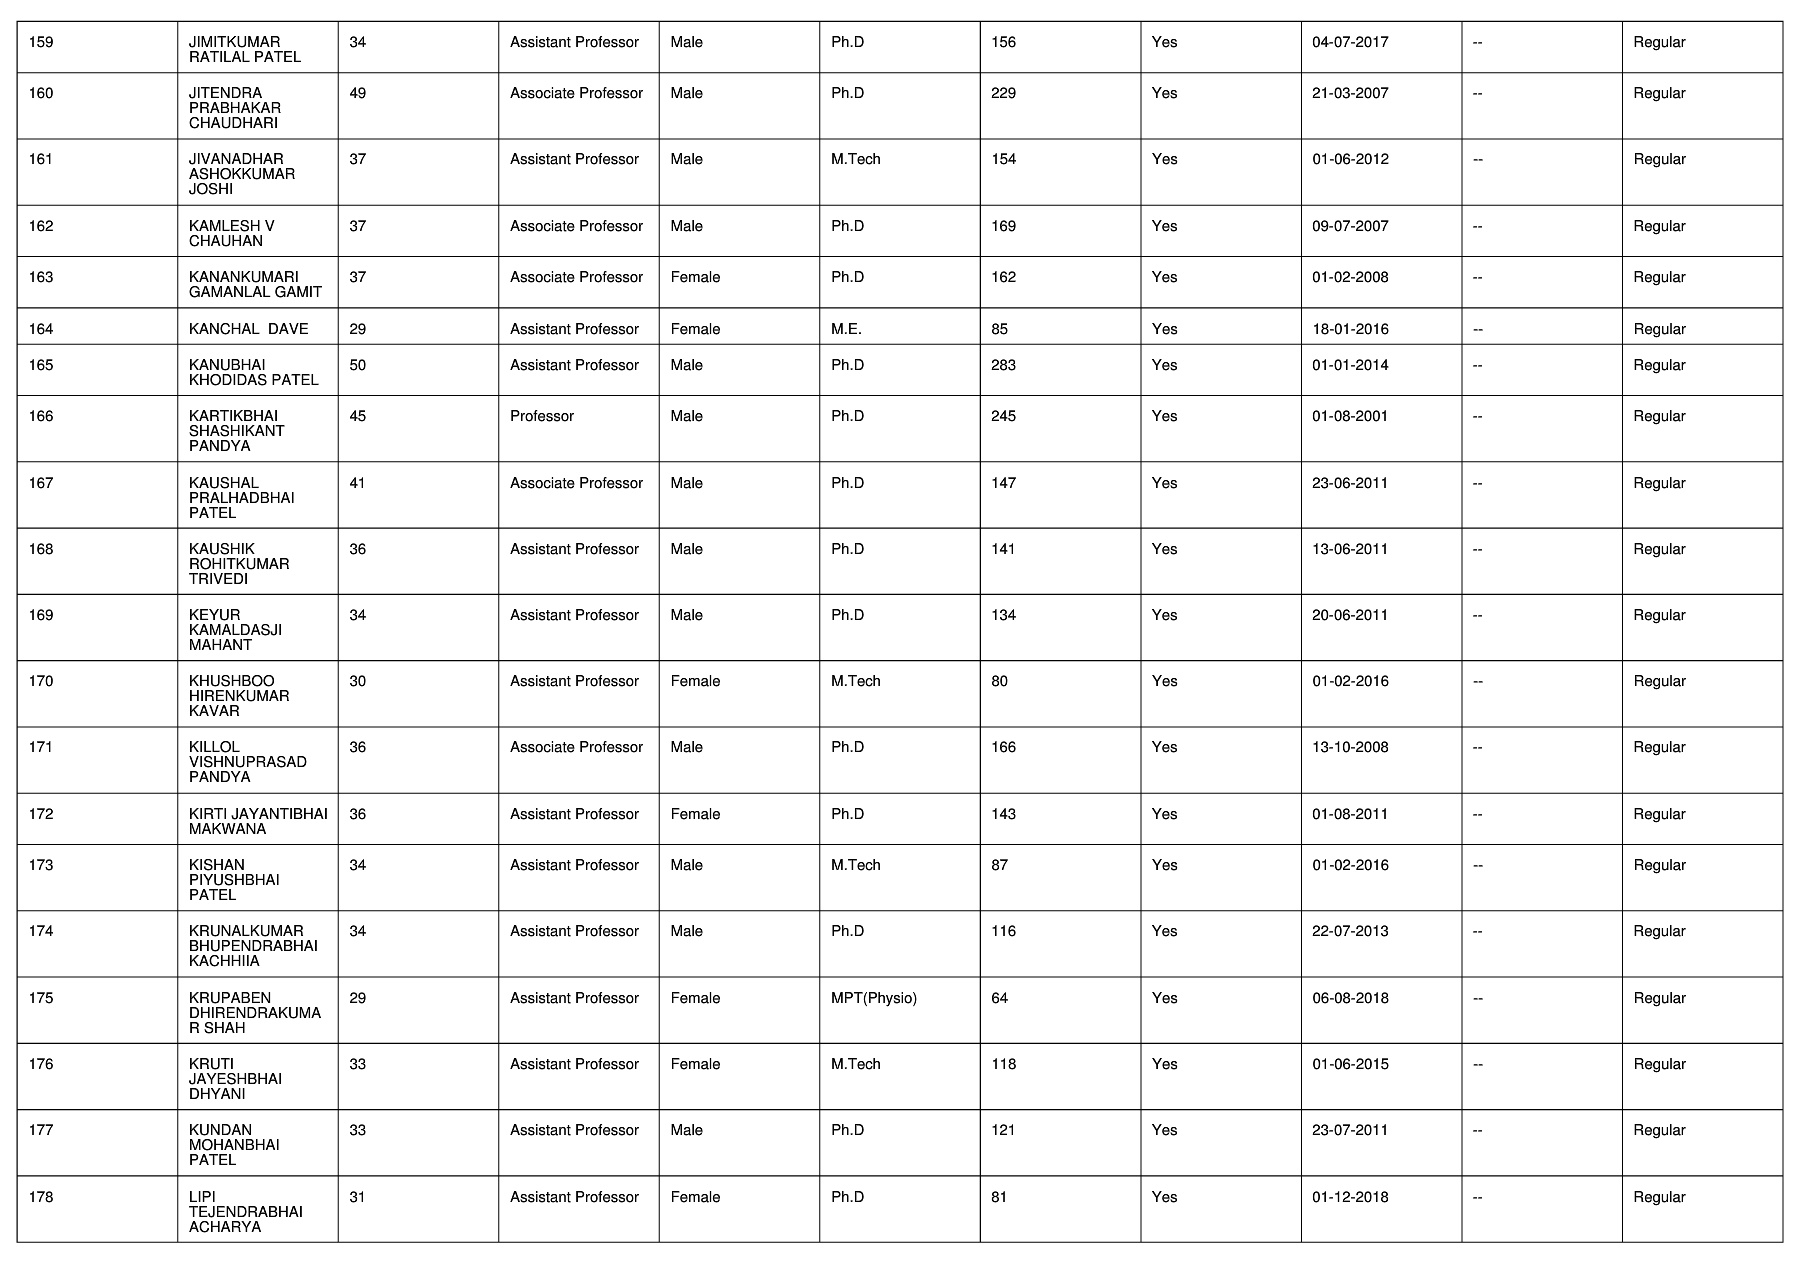 159 JIMITKUMAR 34 Assistant Professor Male Ph.D 156 Yes 04-07-2017 -- Regular
RATILAL PATEL
160 JITENDRA 49 Associate Professor Male Ph.D 229 Yes 21-03-2007 -- Regular
PRABHAKAR
CHAUDHARI
161 JIVANADHAR 37 Assistant Professor Male M.Tech 154 Yes 01-06-2012 -- Regular
ASHOKKUMAR
JOSHI
162 KAMLESH V 37 Associate Professor Male Ph.D 169 Yes 09-07-2007 -- Regular
CHAUHAN
163 KANANKUMARI 37 Associate Professor Female Ph.D 162 Yes 01-02-2008 -- Regular
GAMANLAL GAMIT
164 KANCHAL  DAVE 29 Assistant Professor Female M.E. 85 Yes 18-01-2016 -- Regular
165 KANUBHAI 50 Assistant Professor Male Ph.D 283 Yes 01-01-2014 -- Regular
KHODIDAS PATEL
166 KARTIKBHAI 45 Professor Male Ph.D 245 Yes 01-08-2001 -- Regular
SHASHIKANT
PANDYA
167 KAUSHAL 41 Associate Professor Male Ph.D 147 Yes 23-06-2011 -- Regular
PRALHADBHAI
PATEL
168 KAUSHIK 36 Assistant Professor Male Ph.D 141 Yes 13-06-2011 -- Regular
ROHITKUMAR
TRIVEDI
169 KEYUR 34 Assistant Professor Male Ph.D 134 Yes 20-06-2011 -- Regular
KAMALDASJI
MAHANT
170 KHUSHBOO 30 Assistant Professor Female M.Tech 80 Yes 01-02-2016 -- Regular
HIRENKUMAR
KAVAR
171 KILLOL 36 Associate Professor Male Ph.D 166 Yes 13-10-2008 -- Regular
VISHNUPRASAD
PANDYA
172 KIRTI JAYANTIBHAI 36 Assistant Professor Female Ph.D 143 Yes 01-08-2011 -- Regular
MAKWANA
173 KISHAN 34 Assistant Professor Male M.Tech 87 Yes 01-02-2016 -- Regular
PIYUSHBHAI
PATEL
174 KRUNALKUMAR 34 Assistant Professor Male Ph.D 116 Yes 22-07-2013 -- Regular
BHUPENDRABHAI
KACHHIIA
175 KRUPABEN 29 Assistant Professor Female MPT(Physio) 64 Yes 06-08-2018 -- Regular
DHIRENDRAKUMA
R SHAH
176 KRUTI 33 Assistant Professor Female M.Tech 118 Yes 01-06-2015 -- Regular
JAYESHBHAI
DHYANI
177 KUNDAN 33 Assistant Professor Male Ph.D 121 Yes 23-07-2011 -- Regular
MOHANBHAI
PATEL
178 LIPI 31 Assistant Professor Female Ph.D 81 Yes 01-12-2018 -- Regular
TEJENDRABHAI
ACHARYA